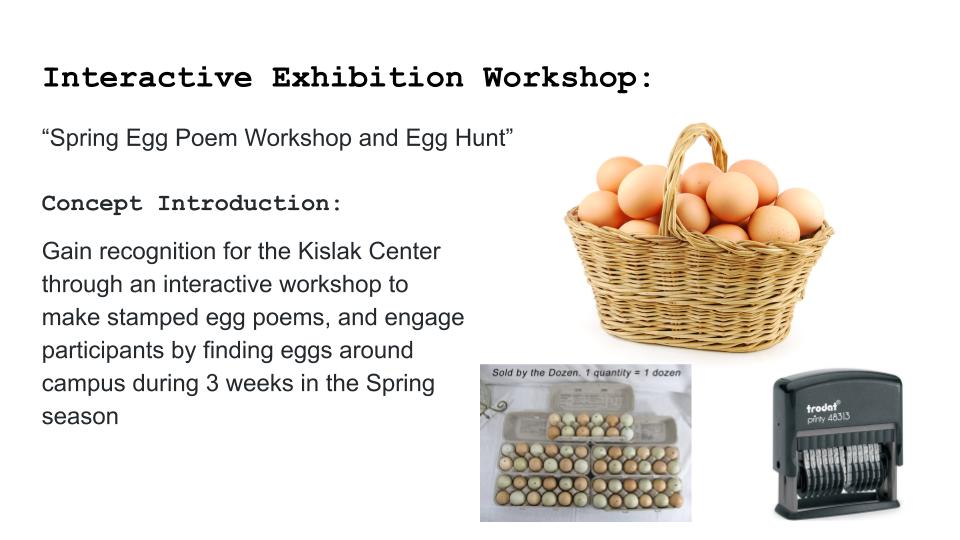 Interactive Exhibition Workshop:
“Spring Egg Poem Workshop and Egg Hunt”
Concept Introduction:
Gain recognition for the Kislak Center
through an interactive workshop to
make stamped egg poems, and engage
participants by finding eggs around
campus during 3 weeks in the Spring
season
Sold by the Dozen. 1 quantity = 1 dozen
trodat®
printy 48313